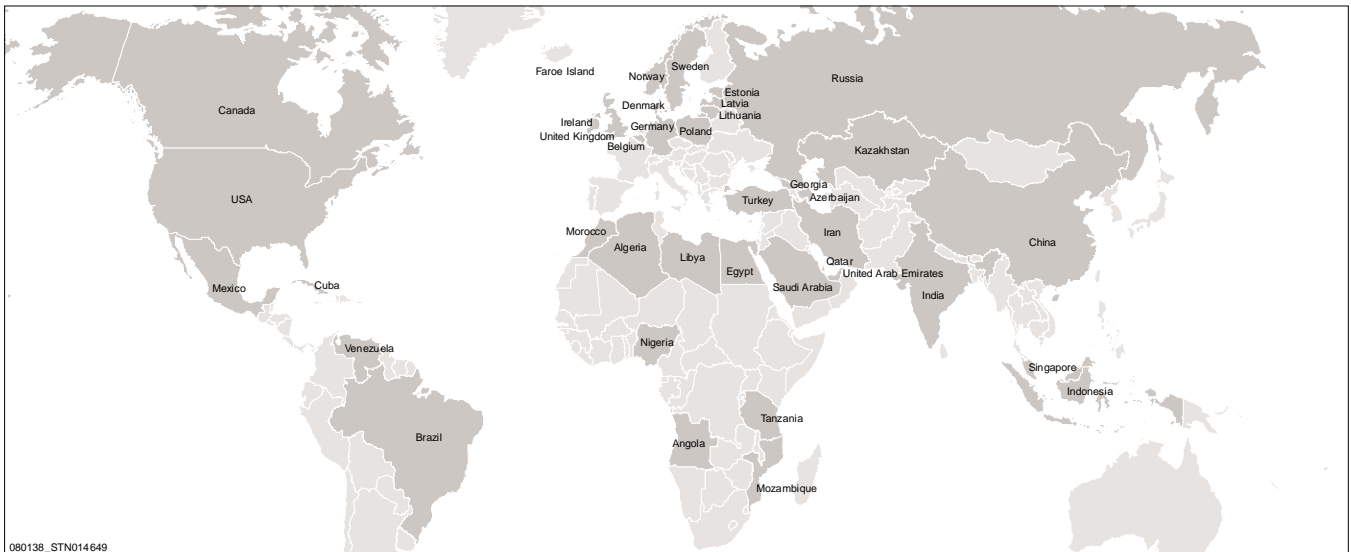 Faroe Island
Sweden
Norway
Russia
Estonia
Latvia
Lithuania
Denmark
Canada
Ireland
United Kingdom
Germany
Poland
Belgium
Kazakhstan
Georgia
Azerbaijan
USA
Turkey
Morocco
Algeria
Libya
Egypt
Iran
China
Qatar
United Arab Emirates
Saudi Arabia
India
Mexico
Cuba
Venezuela
Nigeria
Singapore
Indonesia
Tanzania
Brazil
Angola
Mozambique
080138_STN014649